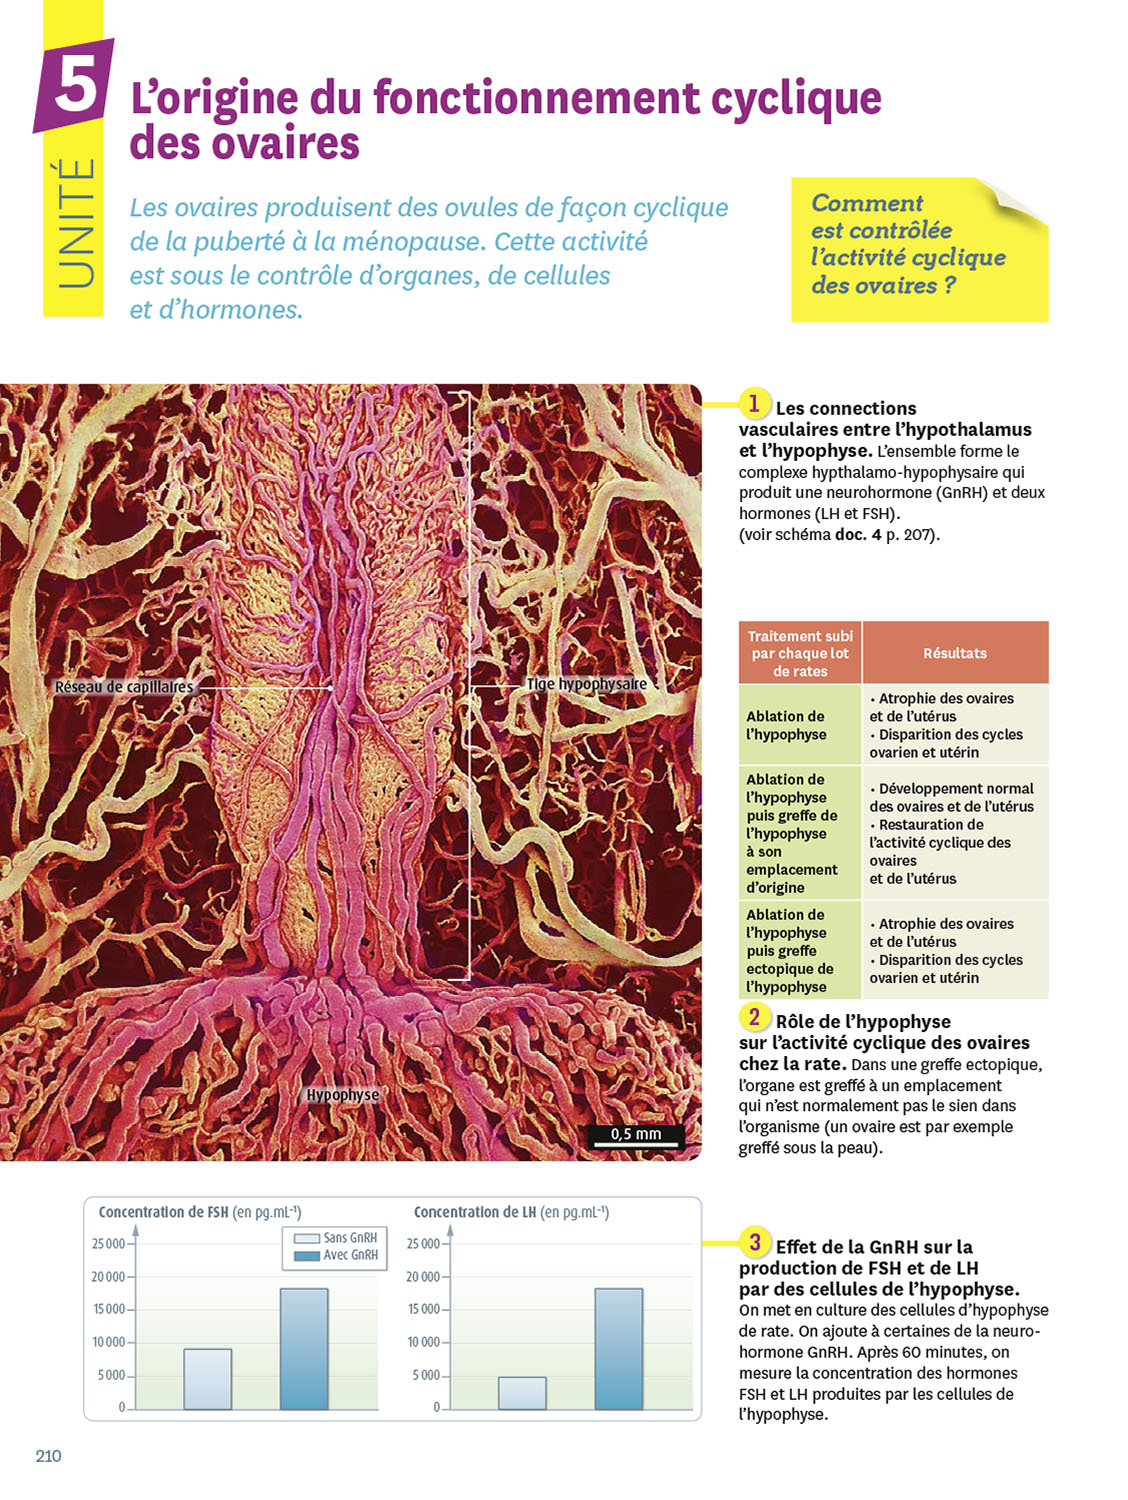 5
UNITÉ
L'origine du fonctionnement cyclique
des ovaires
Les ovaires produisent des ovules de façon cyclique
de la puberté à la ménopause. Cette activité
est sous le contrôle d'organes, de cellules
et d'hormones.
Comment
est contrôlée
l'activité cyclique
des ovaires ?
Réseau de capillaires
Tige hypophysaire
Hypophyse
0,5 mm
1 Les connections
vasculaires entre l'hypothalamus
et l'hypophyse. L'ensemble forme le
complexe hypthalamo-hypophysaire qui
produit une neurohormone (GnRH) et deux
hormones (LH et FSH).
(voir schéma doc. 4 p. 207).
Traitement subi
par chaque lot
de rates
Résultats
Ablation de
l'hypophyse
• Atrophie des ovaires
et de l'utérus
• Disparition des cycles
ovarien et utérin
Ablation de
l'hypophyse
puis greffe de
l'hypophyse
à son
emplacement
d'origine
• Développement normal
des ovaires et de l'utérus
• Restauration de
l'activité cyclique des
ovaires
et de l'utérus
Ablation de
l'hypophyse
puis greffe
ectopique de
l'hypophyse
• Atrophie des ovaires
et de l'utérus
• Disparition des cycles
ovarien et utérin
2 Rôle de l'hypophyse
sur l'activité cyclique des ovaires
chez la rate. Dans une greffe ectopique,
l'organe est greffé à un emplacement
qui n'est normalement pas le sien dans
l'organisme (un ovaire est par exemple
greffé sous la peau).
Concentration de FSH (en pg.mL⁻¹)
25 000
20 000
15 000
10 000
5 000
0
Sans GnRH
Avec GnRH
Concentration de LH (en pg.mL⁻¹)
25 000
20 000
15 000
10 000
5 000
0
3 Effet de la GnRH sur la
production de FSH et de LH
par des cellules de l'hypophyse.
On met en culture des cellules d'hypophyse
de rate. On ajoute à certaines de la neuro-
hormone GnRH. Après 60 minutes, on
mesure la concentration des hormones
FSH et LH produites par les cellules de
l'hypophyse.
210